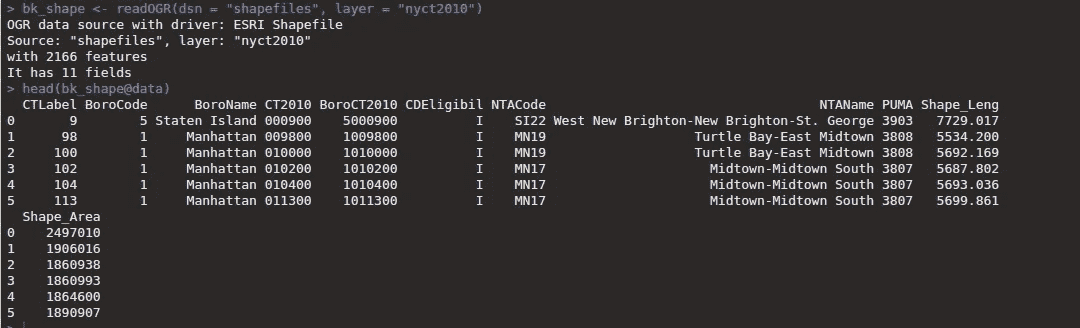 > bk_shape <- readOGR(dsn = "shapefiles", layer = "nyct2010")
OGR data source with driver: ESRI Shapefile
Source: "shapefiles", layer: "nyct2010"
with 2166 features
It has 11 fields
> head(bk_shape@data)
CTLabel BoroCode BoroName CT2010 BoroCT2010 CDEligibil NTACode NTAName PUMA Shape_Leng
0 9 5 Staten Island 000900 5000900 I SI22 West New Brighton-New Brighton-St. George 3903 7729.017
1 98 1 Manhattan 009800 1009800 I MN19 Turtle Bay-East Midtown 3808 5534.200
2 100 1 Manhattan 010000 1010000 I MN19 Turtle Bay-East Midtown 3808 5692.169
3 102 1 Manhattan 010200 1010200 I MN17 Midtown-Midtown South 3807 5687.802
4 104 1 Manhattan 010400 1010400 I MN17 Midtown-Midtown South 3807 5693.036
5 113 1 Manhattan 011300 1011300 I MN17 Midtown-Midtown South 3807 5699.861
Shape_Area
0 2497010
1 1906016
2 1860938
3 1860993
4 1864600
5 1890907
>